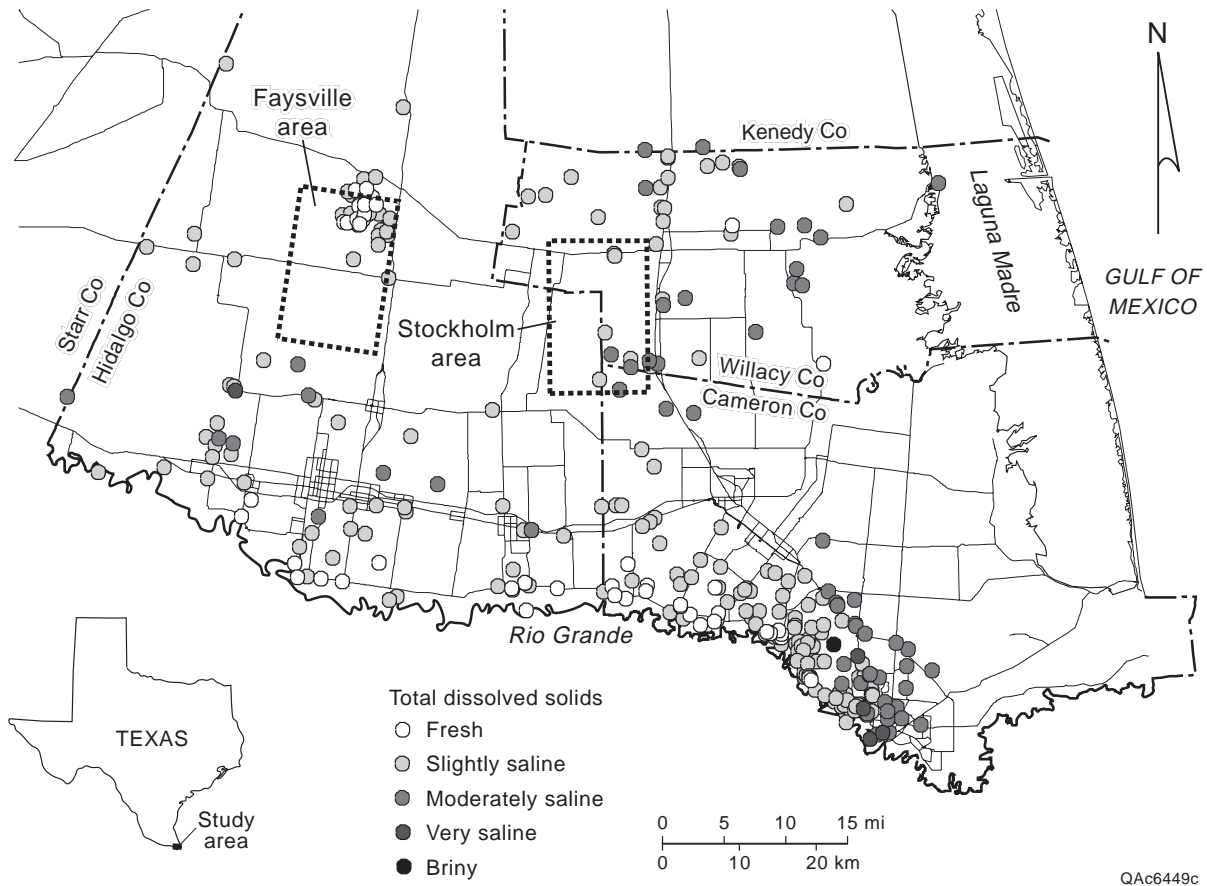 N
Faysville
area
Kenedy Co
Laguna Madre
GULF OF
MEXICO
Starr Co
Hidalgo Co
Stockholm
area
Willacy Co
Cameron Co
Rio Grande
Total dissolved solids
Fresh
Slightly saline
Moderately saline
Very saline
Briny
TEXAS
Study
area
0 5 10 15 mi
0 10 20 km
QAc6449c